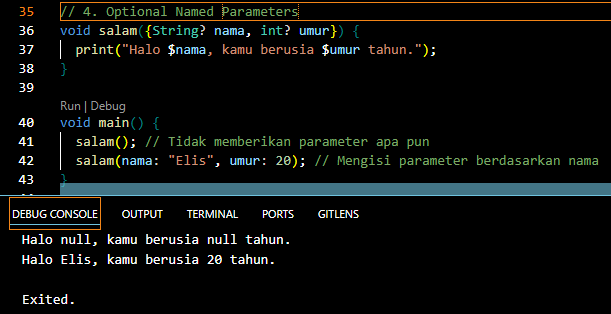 35 // 4. Optional Named Parameters
36 void salam({String? nama, int? umur}) {
37 print("Halo $nama, kamu berusia $umur tahun.");
38 }
39
Run | Debug
40 void main() {
41 salam(); // Tidak memberikan parameter apa pun
42 salam(nama: "Elis", umur: 20); // Mengisi parameter berdasarkan nama
43 }
DEBUG CONSOLE OUTPUT TERMINAL PORTS GITLENS
Halo null, kamu berusia null tahun.
Halo Elis, kamu berusia 20 tahun.
Exited.